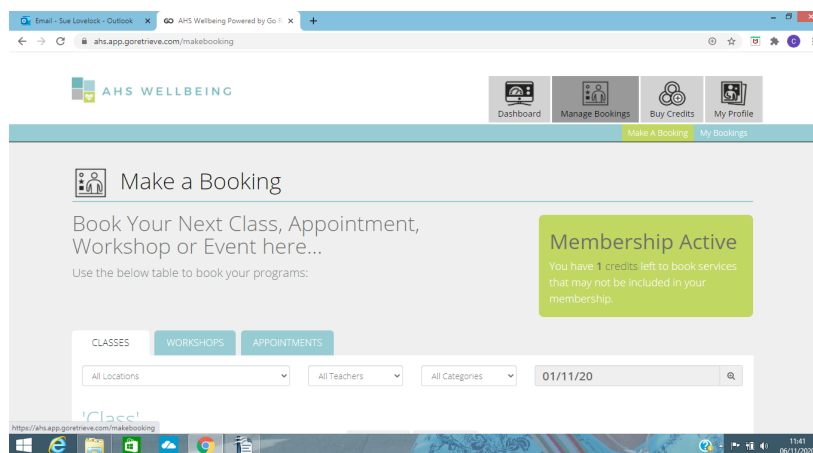 Email - Sue Lovelock - Outlook
AHS Wellbeing Powered by Go
ahs.app.goretrieve.com/makebooking
AHS WELLBEING
Dashboard
Manage Bookings
Buy Credits
My Profile
Make A Booking
My Bookings
Make a Booking
Book Your Next Class, Appointment,
Workshop or Event here...
Use the below table to book your programs:
Membership Active
You have 1 credits left to book services
that may not be included in your
membership.
CLASSES
WORKSHOPS
APPOINTMENTS
All Locations
All Teachers
All Categories
01/11/20
'Class'
https://ahs.app.goretrieve.com/makebooking
11:41
06/11/2020